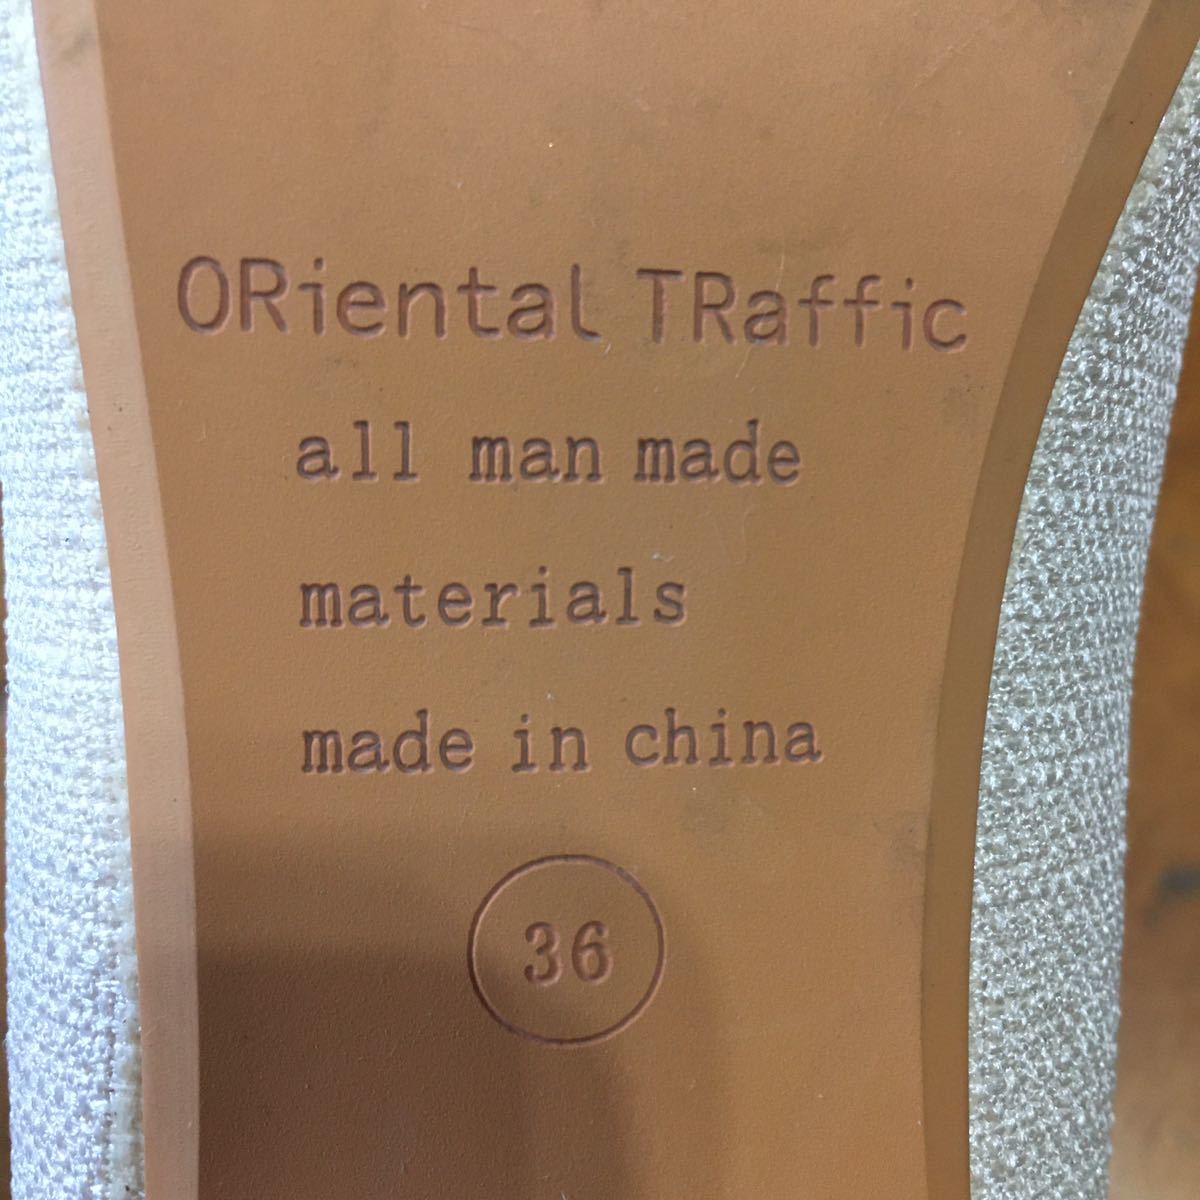 ORiental TRaffic
all man made
materials
made in china
36